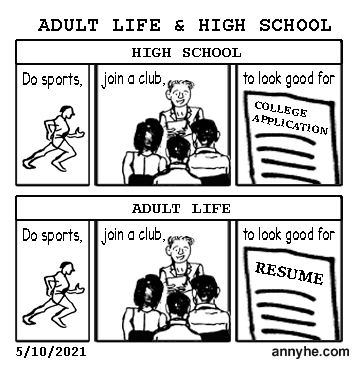 ADULT LIFE & HIGH SCHOOL
HIGH SCHOOL
Do sports,
join a club,
to look good for
COLLEGE
APPLICATION
ADULT LIFE
Do sports,
join a club,
to look good for
RESUME
5/10/2021
annyhe.com